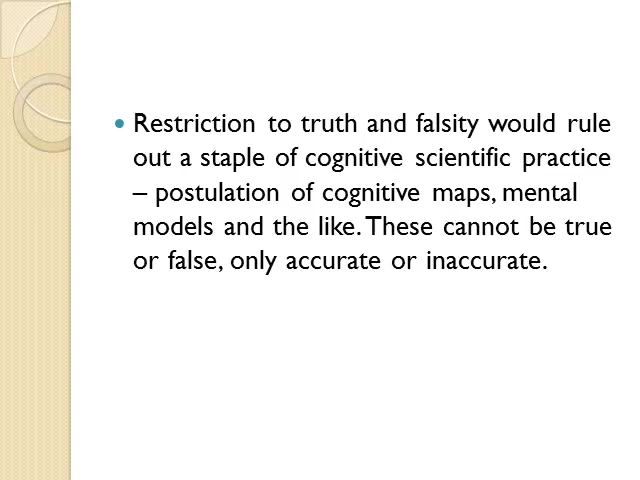 • Restriction to truth and falsity would rule
out a staple of cognitive scientific practice
– postulation of cognitive maps, mental
models and the like. These cannot be true
or false, only accurate or inaccurate.